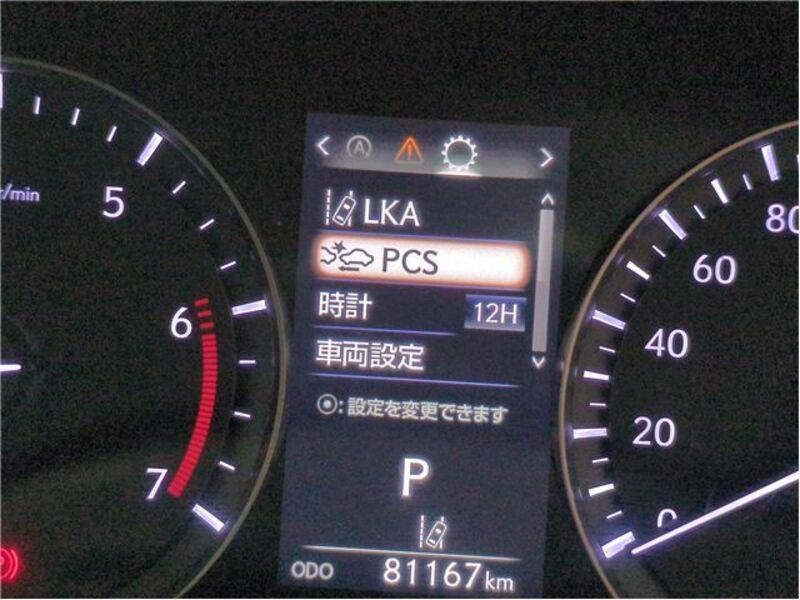 A
LKA
PCS
時計 12H
車両設定
⦿:設定を変更できます
P
ODO 81167km
/min
5
6
7
80
60
40
20
0